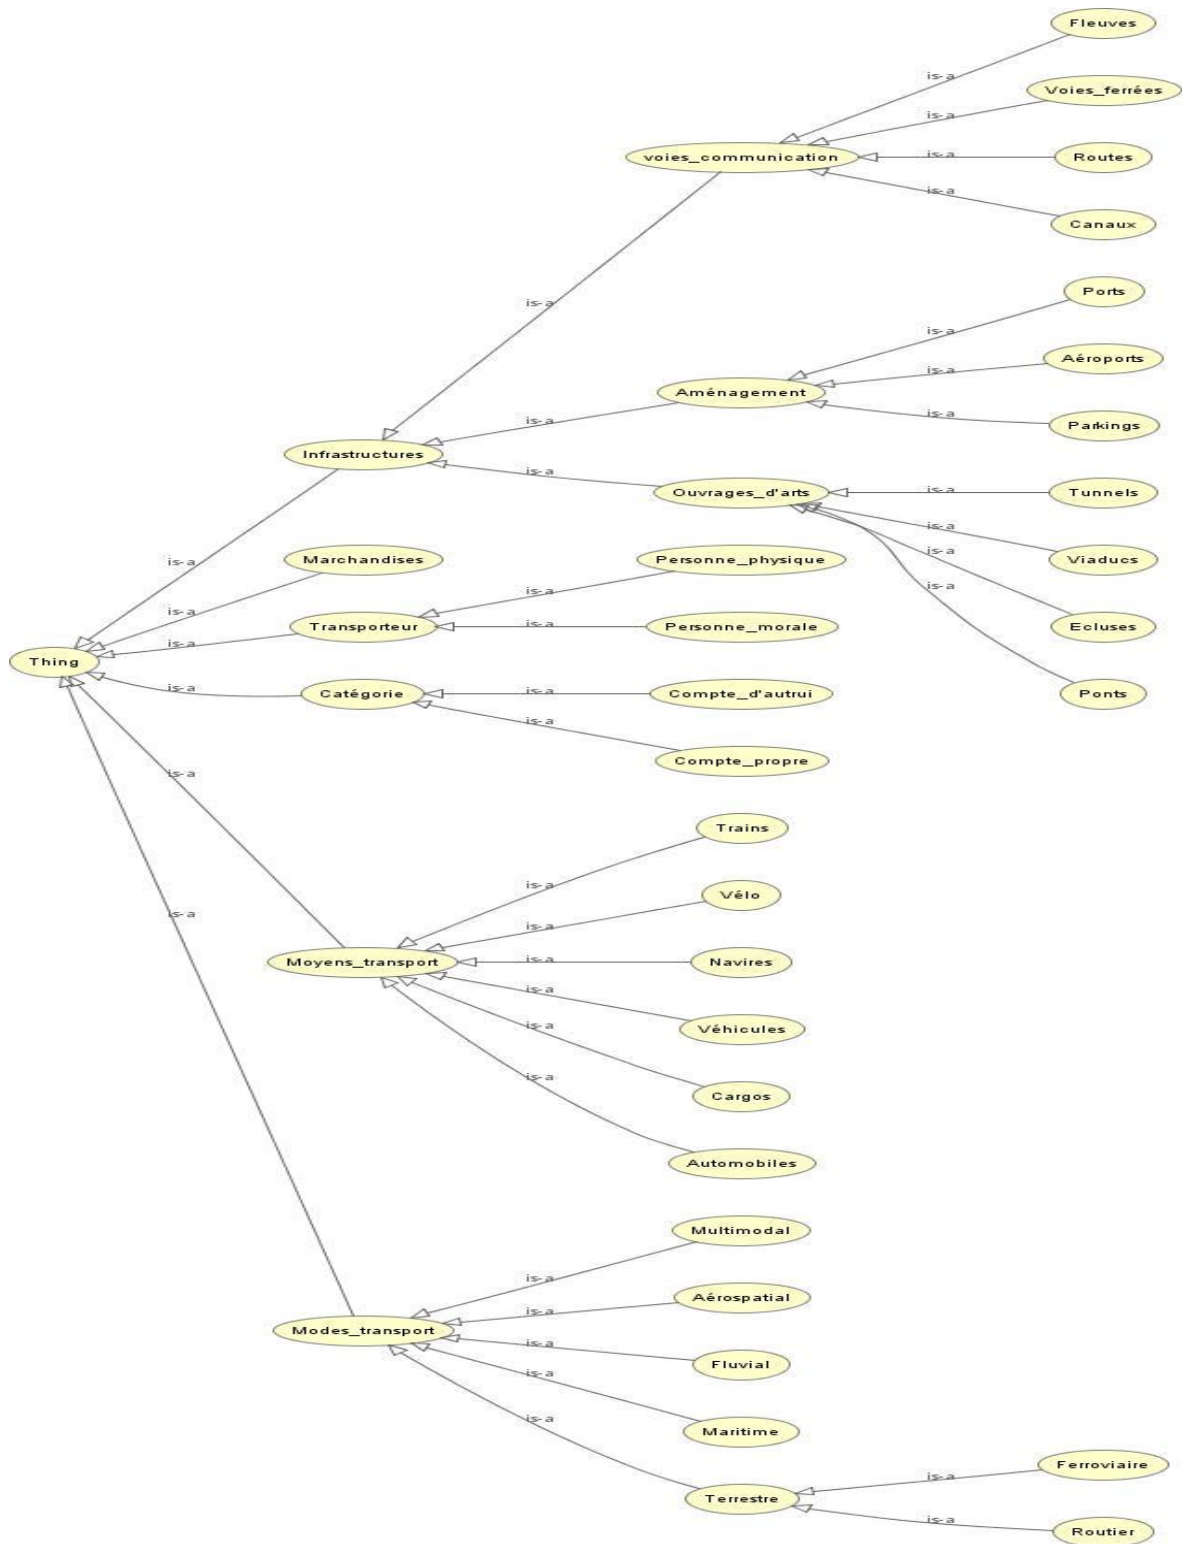 Fleuves
is-a
Voies_ferrées
is-a
voies_communication
is-a
Routes
is-a
Canaux
Ports
is-a
is-a
Aéroports
is-a
Aménagement
is-a
Parkings
is-a
Infrastructures
is-a
Ouvrages_d'arts
is-a
Tunnels
is-a
Marchandises
Personne_physique
is-a
Viaducs
is-a
is-a
is-a
is-a
Transporteur
is-a
Personne_morale
Ecluses
is-a
Thing
is-a
Catégorie
is-a
Compte_d'autrui
Ponts
is-a
Compte_propre
is-a
Trains
is-a
Vélo
is-a
is-a
Moyens_transport
is-a
Navires
is-a
Véhicules
is-a
Cargos
is-a
Automobiles
Multimodal
is-a
Aérospatial
is-a
Modes_transport
is-a
Fluvial
is-a
Maritime
is-a
Ferroviaire
is-a
Terrestre
is-a
Routier